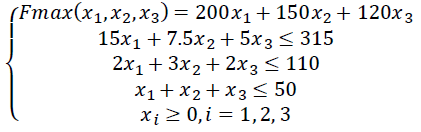 Fmax(x₁,x₂,x₃) = 200x₁ + 150x₂ + 120x₃
15x₁ + 7.5x₂ + 5x₃ ≤ 315
2x₁ + 3x₂ + 2x₃ ≤ 110
x₁ + x₂ + x₃ ≤ 50
xᵢ ≥ 0, i = 1, 2, 3